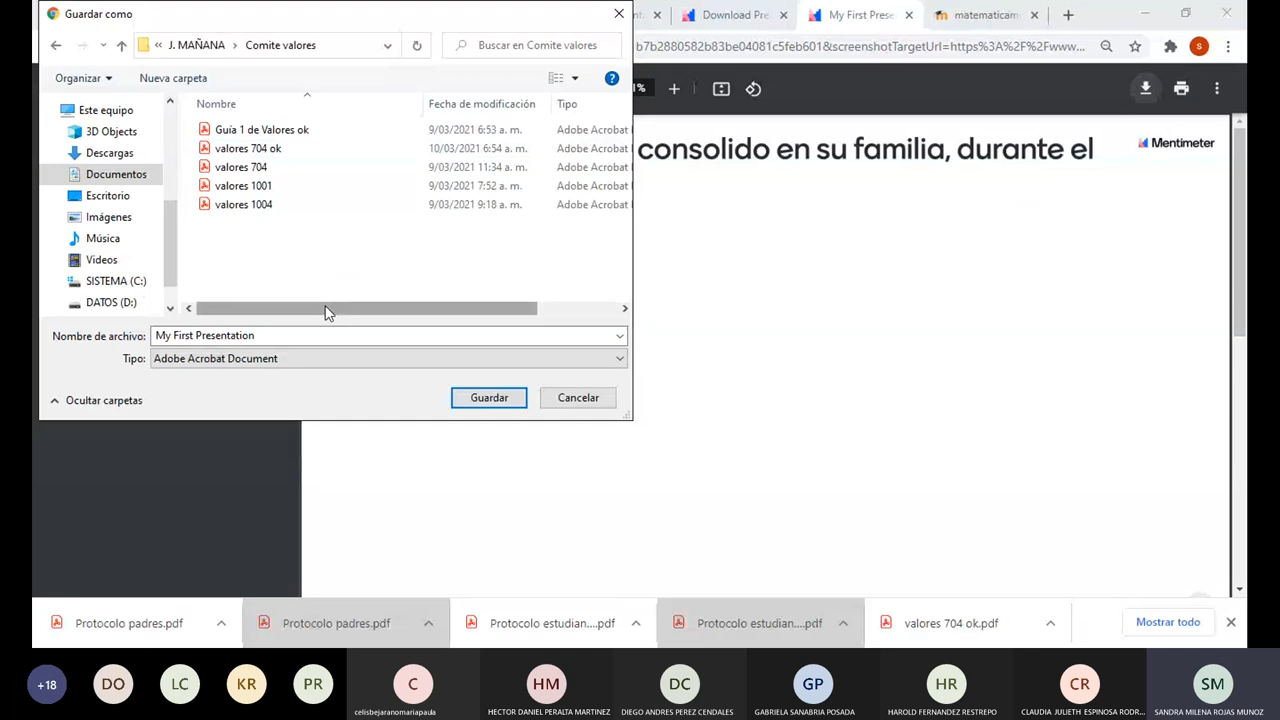 Guardar como
J. MAÑANA > Comite valores
Buscar en Comite valores
Organizar
Nueva carpeta
Nombre
Fecha de modificación
Tipo
Este equipo
3D Objects
Descargas
Documentos
Escritorio
Imágenes
Música
Videos
SISTEMA (C:)
DATOS (D:)
Guía 1 de Valores ok 9/03/2021 6:53 a. m. Adobe Acrobat
valores 704 ok 10/03/2021 6:54 a. m. Adobe Acrobat
valores 704 9/03/2021 11:34 a. m. Adobe Acrobat
valores 1001 9/03/2021 7:52 a. m. Adobe Acrobat
valores 1004 9/03/2021 9:18 a. m. Adobe Acrobat
Nombre de archivo: My First Presentation
Tipo: Adobe Acrobat Document
Ocultar carpetas
Guardar
Cancelar
Download Pre
My First Prese
matematicam
b7b2880582b83be04081c5feb601&screenshotTargetUrl=https%3A%2F%2Fwww...
S
1%
consolido en su familia, durante el
Mentimeter
Protocolo padres.pdf
Protocolo padres.pdf
Protocolo estudian....pdf
Protocolo estudian....pdf
valores 704 ok.pdf
Mostrar todo
+18
DO
LC
KR
PR
C
celisbejaranomariapaula
HM
HECTOR DANIEL PERALTA MARTINEZ
DC
DIEGO ANDRES PEREZ CENDALES
GP
GABRIELA SANABRIA POSADA
HR
HAROLD FERNANDEZ RESTREPO
CR
CLAUDIA JULIETH ESPINOSA RODR...
SM
SANDRA MILENA ROJAS MUNOZ